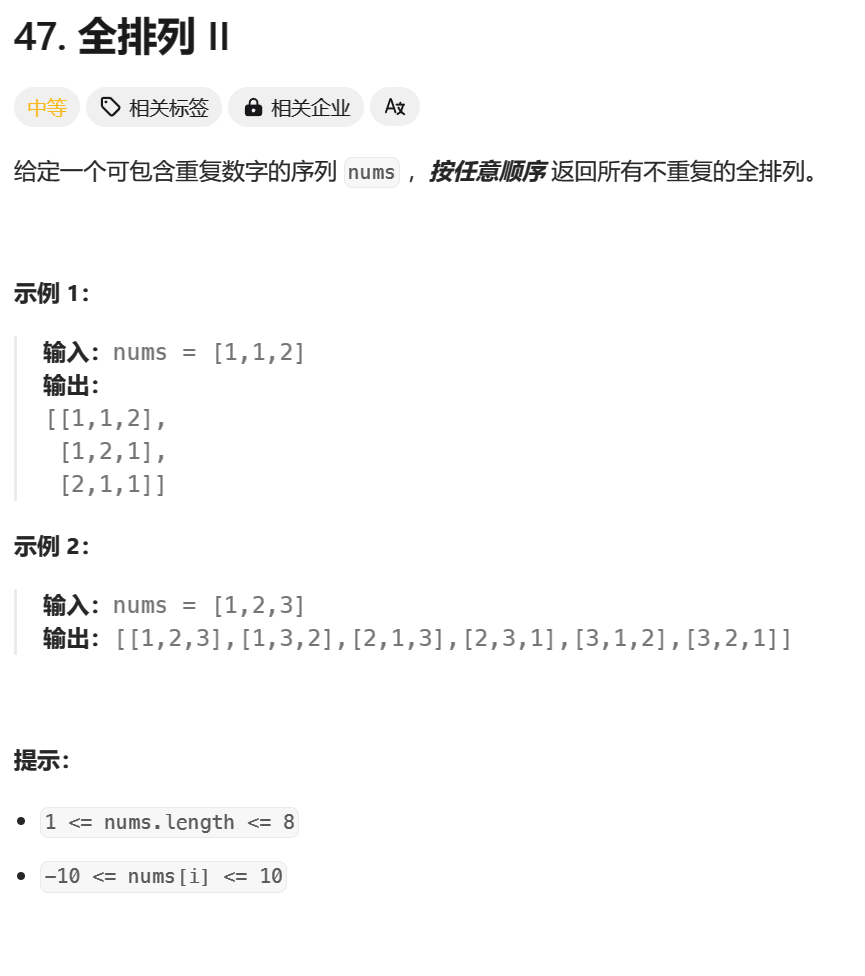 47. 全排列 II
中等 相关标签 相关企业 A文
给定一个可包含重复数字的序列 nums ，按任意顺序 返回所有不重复的全排列。
示例 1：
输入：nums = [1,1,2]
输出：
[[1,1,2],
[1,2,1],
[2,1,1]]
示例 2：
输入：nums = [1,2,3]
输出：[[1,2,3],[1,3,2],[2,1,3],[2,3,1],[3,1,2],[3,2,1]]
提示：
• 1 <= nums.length <= 8
• -10 <= nums[i] <= 10